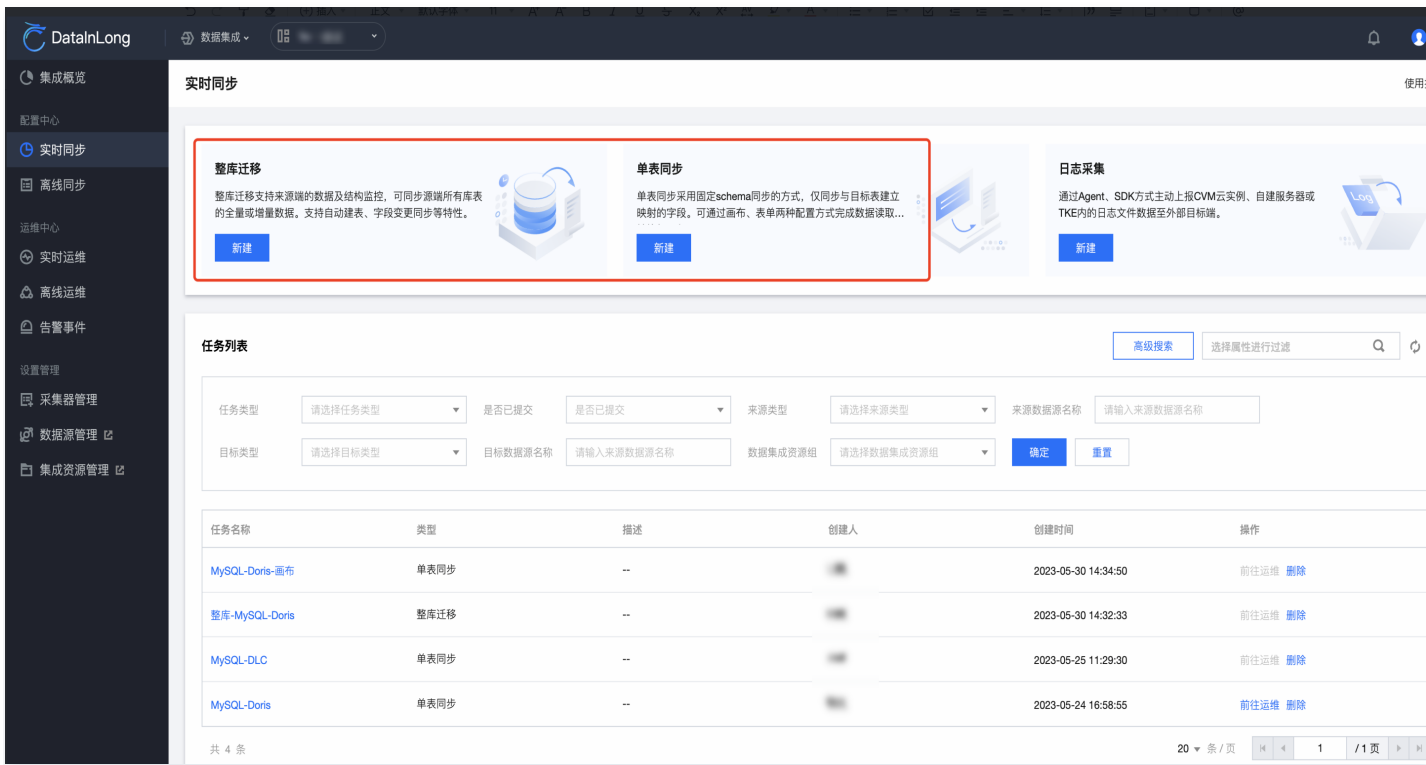 DataInLong
数据集成
集成概览
配置中心
实时同步
离线同步
运维中心
实时运维
离线运维
告警事件
设置管理
采集器管理
数据源管理
集成资源管理
实时同步
使用
整库迁移
整库迁移支持来源端的数据及结构监控，可同步源端所有库表
的全量或增量数据。支持自动建表、字段变更同步等特性。
新建
单表同步
单表同步采用固定schema同步的方式，仅同步与目标表建立
映射的字段。可通过画布、表单两种配置方式完成数据读取...
新建
日志采集
通过Agent、SDK方式主动上报CVM云实例、自建服务器或
TKE内的日志文件数据至外部目标端。
新建
Log
任务列表
高级搜索
选择属性进行过滤
任务类型 请选择任务类型 是否已提交 是否已提交 来源类型 请选择来源类型 来源数据源名称 请输入来源数据源名称
目标类型 请选择目标类型 目标数据源名称 请输入来源数据源名称 数据集成资源组 请选择数据集成资源组 确定 重置
任务名称 类型 描述 创建人 创建时间 操作
MySQL-Doris-画布 单表同步 -- 2023-05-30 14:34:50 前往运维 删除
整库-MySQL-Doris 整库迁移 -- 2023-05-30 14:32:33 前往运维 删除
MySQL-DLC 单表同步 -- 2023-05-25 11:29:30 前往运维 删除
MySQL-Doris 单表同步 -- 2023-05-24 16:58:55 前往运维 删除
共 4 条
20 条 / 页 1 / 1 页